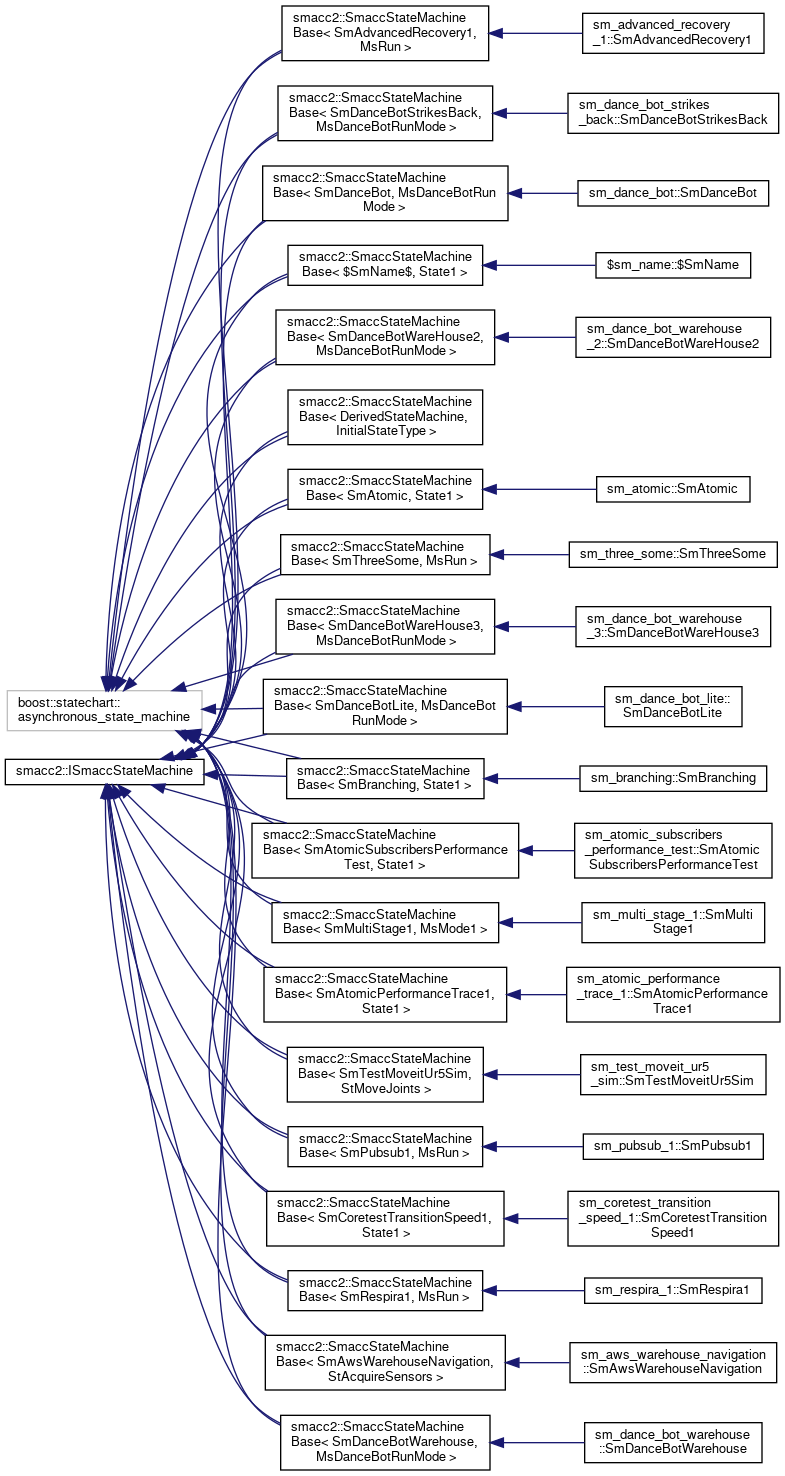 smacc2::SmaccStateMachine
Base< SmAdvancedRecovery1,
MsRun >
sm_advanced_recovery
_1::SmAdvancedRecovery1
smacc2::SmaccStateMachine
Base< SmDanceBotStrikesBack,
MsDanceBotRunMode >
sm_dance_bot_strikes
_back::SmDanceBotStrikesBack
smacc2::SmaccStateMachine
Base< SmDanceBot, MsDanceBotRun
Mode >
sm_dance_bot::SmDanceBot
smacc2::SmaccStateMachine
Base< $SmName$, State1 >
$sm_name::$SmName
smacc2::SmaccStateMachine
Base< SmDanceBotWareHouse2,
MsDanceBotRunMode >
sm_dance_bot_warehouse
_2::SmDanceBotWareHouse2
smacc2::SmaccStateMachine
Base< DerivedStateMachine,
InitialStateType >
smacc2::SmaccStateMachine
Base< SmAtomic, State1 >
sm_atomic::SmAtomic
smacc2::SmaccStateMachine
Base< SmThreeSome, MsRun >
sm_three_some::SmThreeSome
smacc2::SmaccStateMachine
Base< SmDanceBotWareHouse3,
MsDanceBotRunMode >
sm_dance_bot_warehouse
_3::SmDanceBotWareHouse3
boost::statechart::
asynchronous_state_machine
smacc2::SmaccStateMachine
Base< SmDanceBotLite, MsDanceBot
RunMode >
sm_dance_bot_lite::
SmDanceBotLite
smacc2::ISmaccStateMachine
smacc2::SmaccStateMachine
Base< SmBranching, State1 >
sm_branching::SmBranching
smacc2::SmaccStateMachine
Base< SmAtomicSubscribersPerformance
Test, State1 >
sm_atomic_subscribers
_performance_test::SmAtomic
SubscribersPerformanceTest
smacc2::SmaccStateMachine
Base< SmMultiStage1, MsMode1 >
sm_multi_stage_1::SmMulti
Stage1
smacc2::SmaccStateMachine
Base< SmAtomicPerformanceTrace1,
State1 >
sm_atomic_performance
_trace_1::SmAtomicPerformance
Trace1
smacc2::SmaccStateMachine
Base< SmTestMoveitUr5Sim,
StMoveJoints >
sm_test_moveit_ur5
_sim::SmTestMoveitUr5Sim
smacc2::SmaccStateMachine
Base< SmPubsub1, MsRun >
sm_pubsub_1::SmPubsub1
smacc2::SmaccStateMachine
Base< SmCoretestTransitionSpeed1,
State1 >
sm_coretest_transition
_speed_1::SmCoretestTransition
Speed1
smacc2::SmaccStateMachine
Base< SmRespira1, MsRun >
sm_respira_1::SmRespira1
smacc2::SmaccStateMachine
Base< SmAwsWarehouseNavigation,
StAcquireSensors >
sm_aws_warehouse_navigation
::SmAwsWarehouseNavigation
smacc2::SmaccStateMachine
Base< SmDanceBotWarehouse,
MsDanceBotRunMode >
sm_dance_bot_warehouse
::SmDanceBotWarehouse